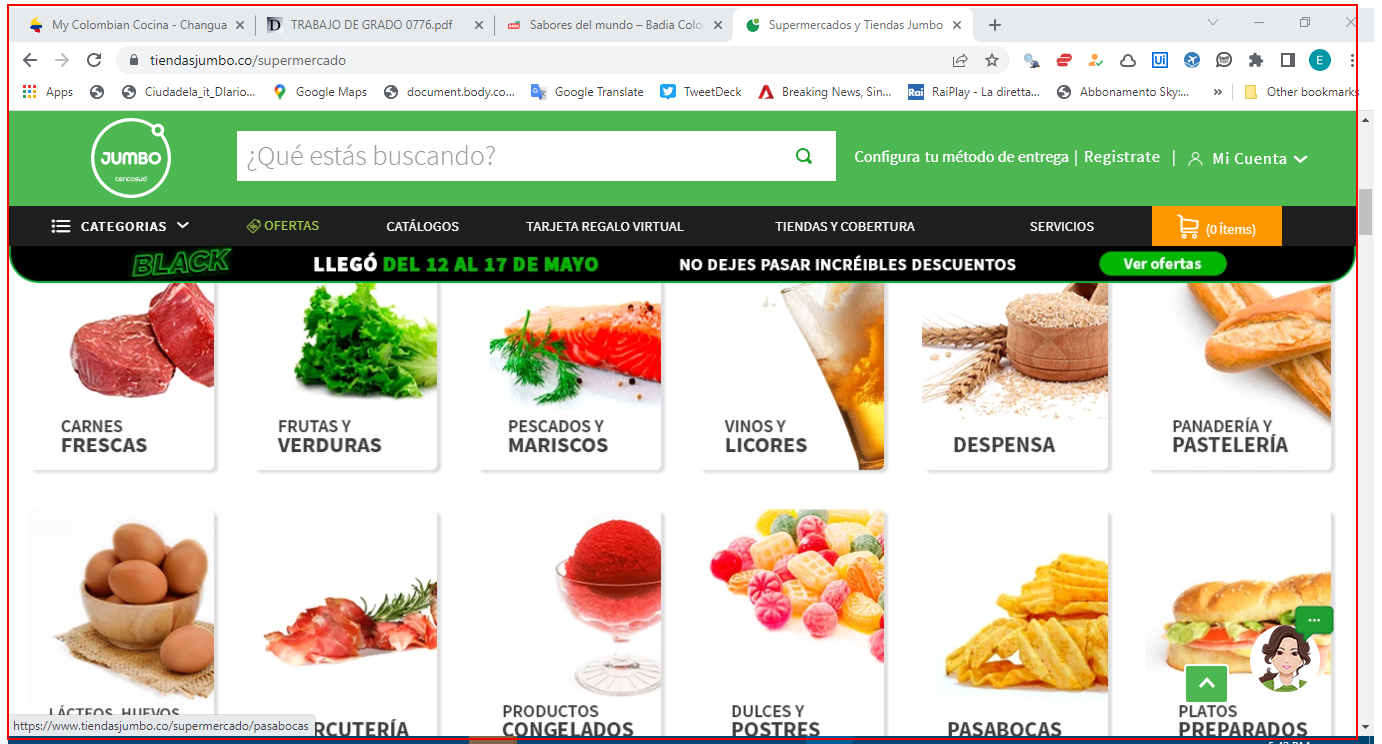 My Colombian Cocina - Changua
TRABAJO DE GRADO 0776.pdf
Sabores del mundo – Badia Colo
Supermercados y Tiendas Jumbo
tiendasjumbo.co/supermercado
E
Apps
Ciudadela_it_DIario...
Google Maps
document.body.co...
Google Translate
TweetDeck
Breaking News, Sin...
Rai
RaiPlay - La diretta...
Abbonamento Sky:...
»
Other bookmarks
JUMBO
cencosud
¿Qué estás buscando?
Configura tu método de entrega | Registrate | Mi Cuenta
CATEGORIAS
OFERTAS
CATÁLOGOS
TARJETA REGALO VIRTUAL
TIENDAS Y COBERTURA
SERVICIOS
(0 Ítems)
BLACK
LLEGÓ DEL 12 AL 17 DE MAYO
NO DEJES PASAR INCRÉIBLES DESCUENTOS
Ver ofertas
CARNES
FRESCAS
FRUTAS Y
VERDURAS
PESCADOS Y
MARISCOS
VINOS Y
LICORES
DESPENSA
PANADERÍA Y
PASTELERÍA
LÁCTEOS, HUEVOS
RCUTERÍA
PRODUCTOS
CONGELADOS
DULCES Y
POSTRES
PASABOCAS
PLATOS
PREPARADOS
https://www.tiendasjumbo.co/supermercado/pasabocas